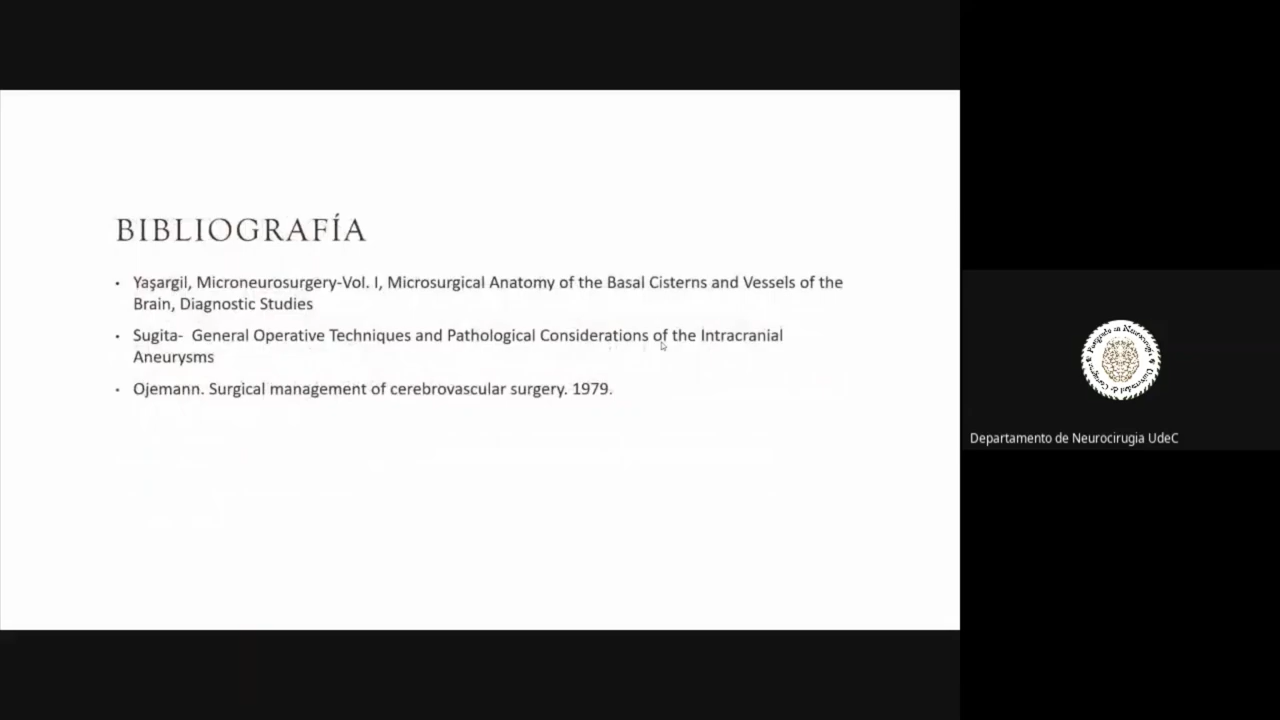 BIBLIOGRAFÍA
• Yaşargil, Microneurosurgery-Vol. I, Microsurgical Anatomy of the Basal Cisterns and Vessels of the
Brain, Diagnostic Studies
• Sugita- General Operative Techniques and Pathological Considerations of the Intracranial
Aneurysms
• Ojemann. Surgical management of cerebrovascular surgery. 1979.
Departamento de Neurocirugia UdeC